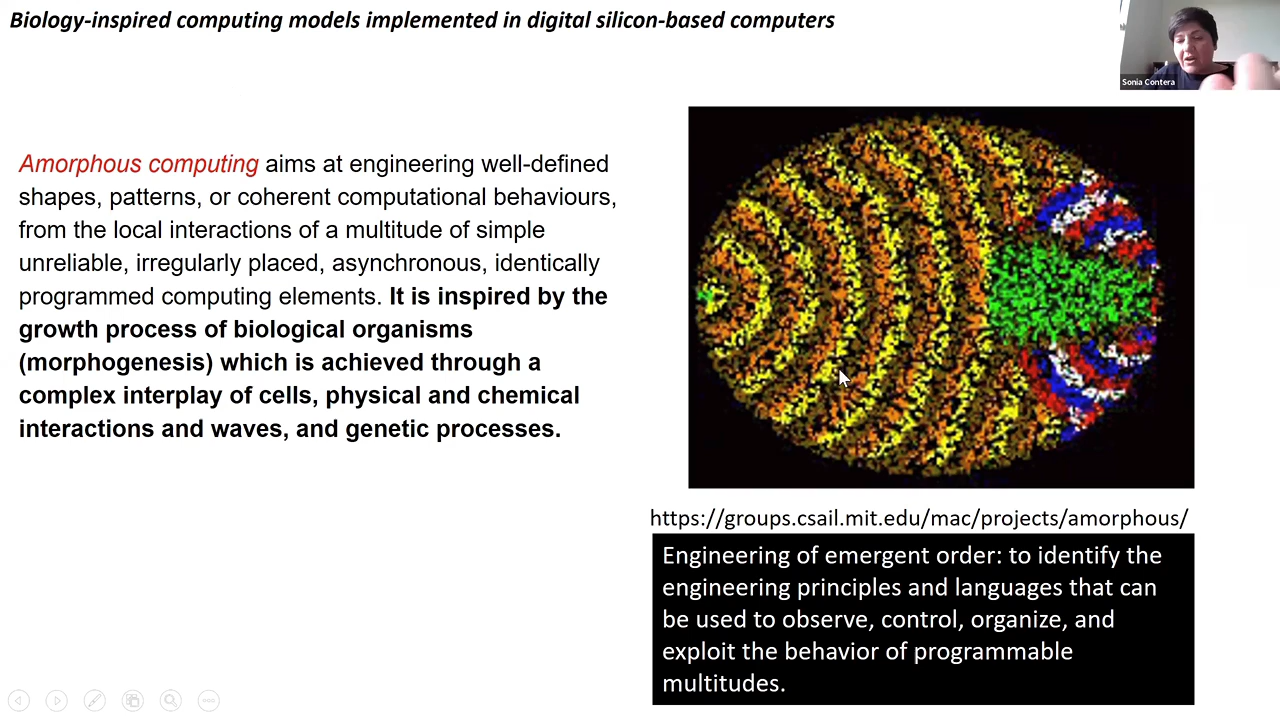 Biology-inspired computing models implemented in digital silicon-based computers
Sonia Contera
Amorphous computing aims at engineering well-defined
shapes, patterns, or coherent computational behaviours,
from the local interactions of a multitude of simple
unreliable, irregularly placed, asynchronous, identically
programmed computing elements. It is inspired by the
growth process of biological organisms
(morphogenesis) which is achieved through a
complex interplay of cells, physical and chemical
interactions and waves, and genetic processes.
https://groups.csail.mit.edu/mac/projects/amorphous/
Engineering of emergent order: to identify the
engineering principles and languages that can
be used to observe, control, organize, and
exploit the behavior of programmable
multitudes.